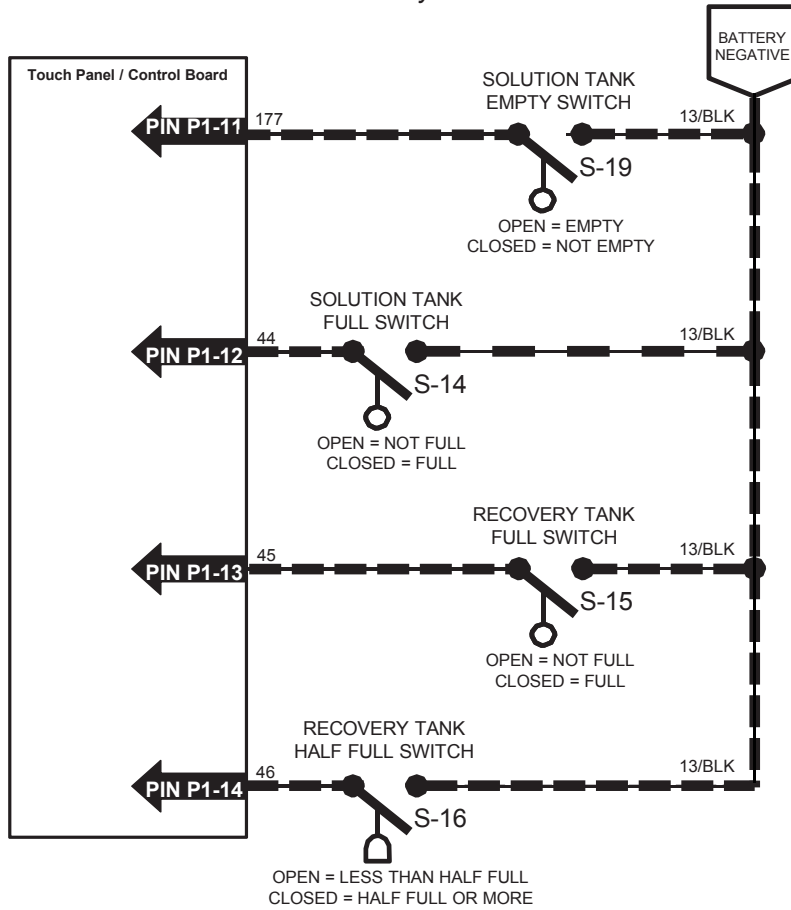 BATTERY
NEGATIVE
Touch Panel / Control Board
SOLUTION TANK
EMPTY SWITCH
PIN P1-11
177
13/BLK
S-19
OPEN = EMPTY
CLOSED = NOT EMPTY
SOLUTION TANK
FULL SWITCH
PIN P1-12
44
13/BLK
S-14
OPEN = NOT FULL
CLOSED = FULL
RECOVERY TANK
FULL SWITCH
PIN P1-13
45
13/BLK
S-15
OPEN = NOT FULL
CLOSED = FULL
RECOVERY TANK
HALF FULL SWITCH
PIN P1-14
46
13/BLK
S-16
OPEN = LESS THAN HALF FULL
CLOSED = HALF FULL OR MORE